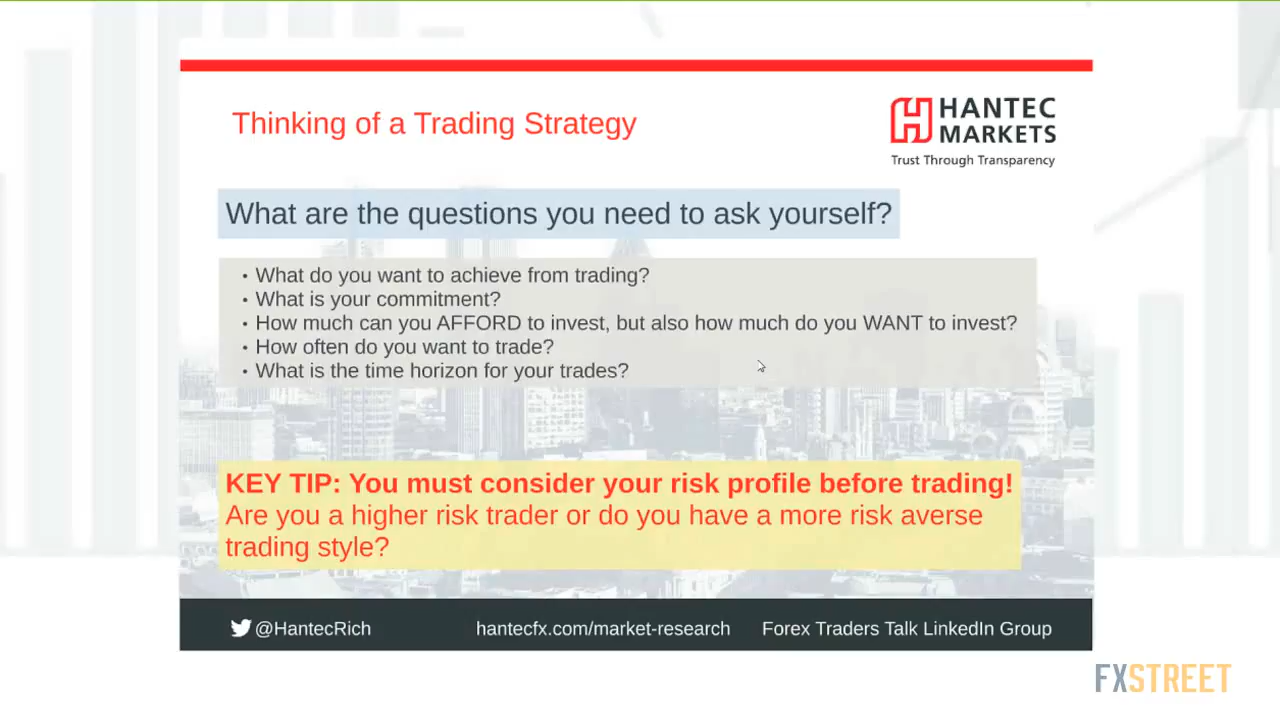 Thinking of a Trading Strategy
HANTEC
MARKETS
Trust Through Transparency
What are the questions you need to ask yourself?
• What do you want to achieve from trading?
• What is your commitment?
• How much can you AFFORD to invest, but also how much do you WANT to invest?
• How often do you want to trade?
• What is the time horizon for your trades?
KEY TIP: You must consider your risk profile before trading!
Are you a higher risk trader or do you have a more risk averse
trading style?
@HantecRich hantecfx.com/market-research Forex Traders Talk LinkedIn Group
FXSTREET